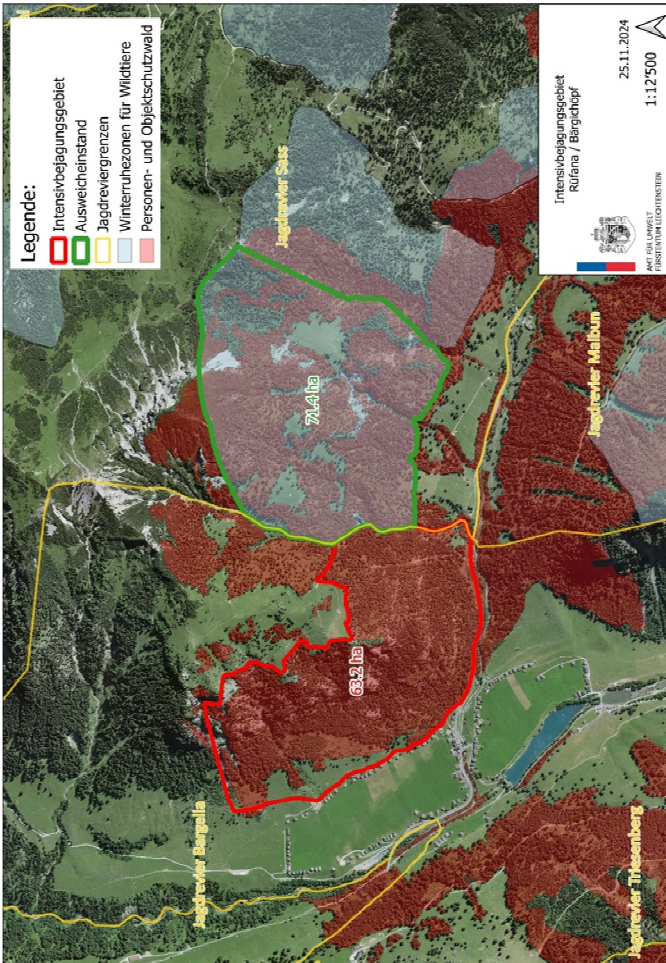 Legende:
Intensivbejagungsgebiet
Ausweicheinstand
Jagdreviergrenzen
Winterruhezonen für Wildtiere
Personen- und Objektschutzwald
Jagdrevier Sass
71.4 ha
63.2 ha
Jagdrevier Bargella
Jagdrevier Malbun
Jagdrevier Triesenberg
Intensivbejagungsgebiet
Rüfana / Bärgichöpf
25.11.2024
1:12'500
AMT FÜR UMWELT
FÜRSTENTUM LIECHTENSTEIN